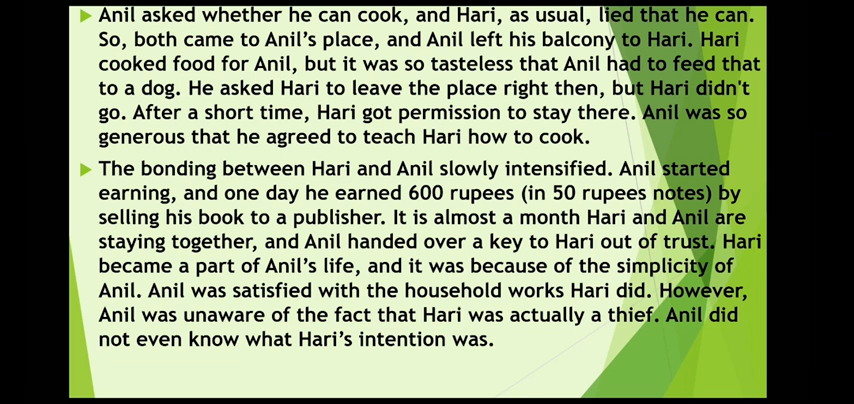 Anil asked whether he can cook, and Hari, as usual, lied that he can.
So, both came to Anil's place, and Anil left his balcony to Hari. Hari
cooked food for Anil, but it was so tasteless that Anil had to feed that
to a dog. He asked Hari to leave the place right then, but Hari didn't
go. After a short time, Hari got permission to stay there. Anil was so
generous that he agreed to teach Hari how to cook.
The bonding between Hari and Anil slowly intensified. Anil started
earning, and one day he earned 600 rupees (in 50 rupees notes) by
selling his book to a publisher. It is almost a month Hari and Anil are
staying together, and Anil handed over a key to Hari out of trust. Hari
became a part of Anil's life, and it was because of the simplicity of
Anil. Anil was satisfied with the household works Hari did. However,
Anil was unaware of the fact that Hari was actually a thief. Anil did
not even know what Hari's intention was.